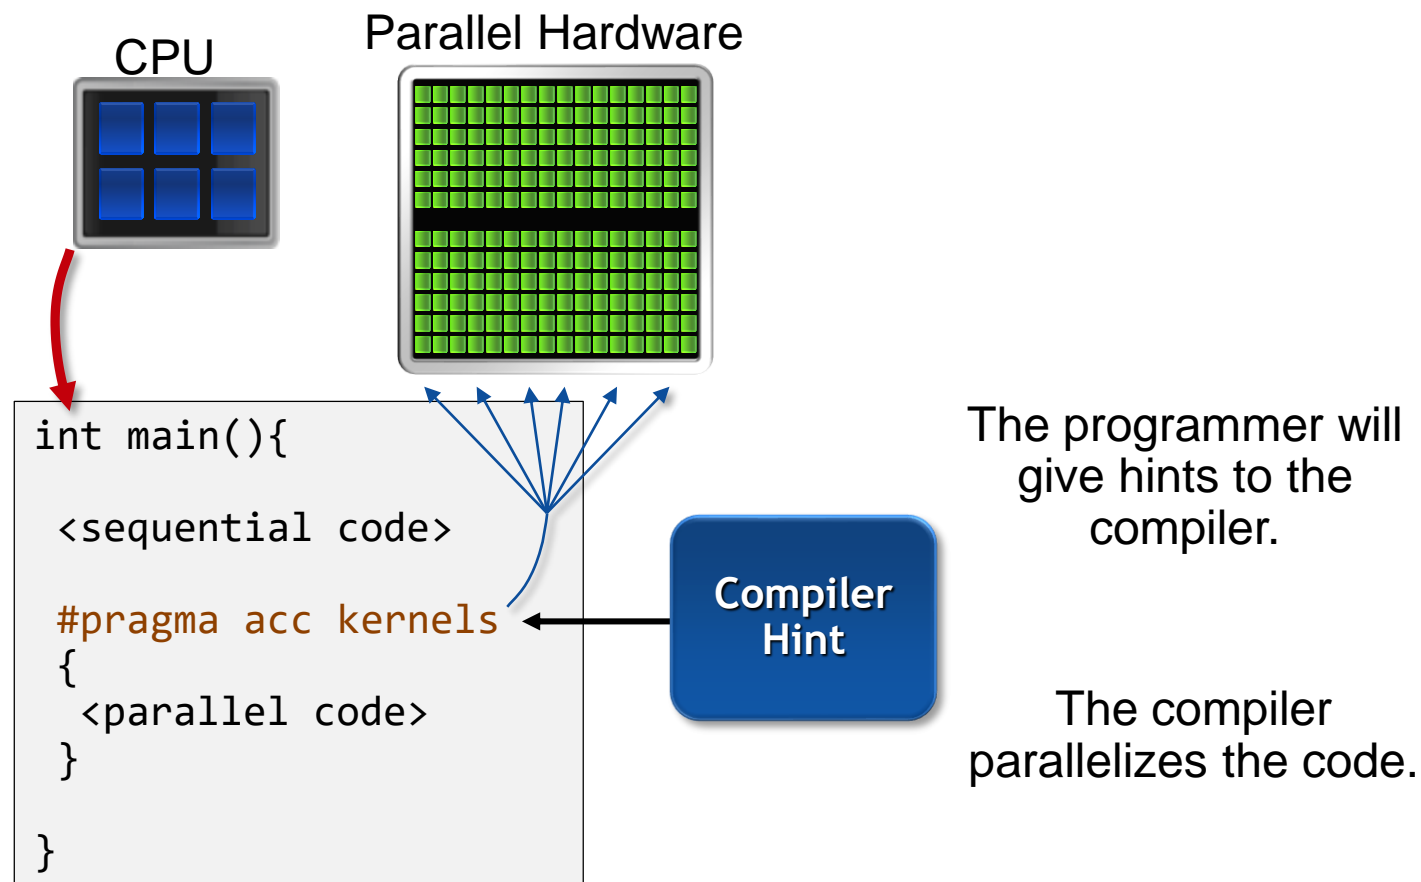 CPU
Parallel Hardware
int main(){
<sequential code>
#pragma acc kernels
{
<parallel code>
}
}
Compiler
Hint
The programmer will
give hints to the
compiler.
The compiler
parallelizes the code.